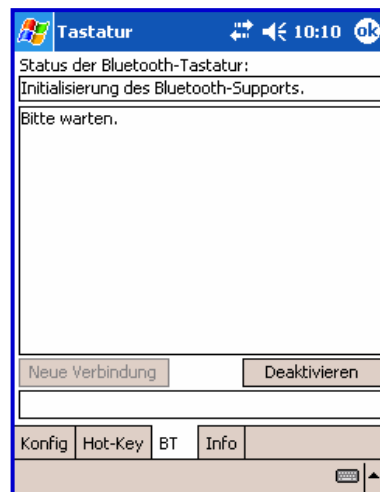 Tastatur 10:10 ok
Status der Bluetooth-Tastatur:
Initialisierung des Bluetooth-Supports.
Bitte warten.
Neue Verbindung Deaktivieren
Konfig Hot-Key BT Info